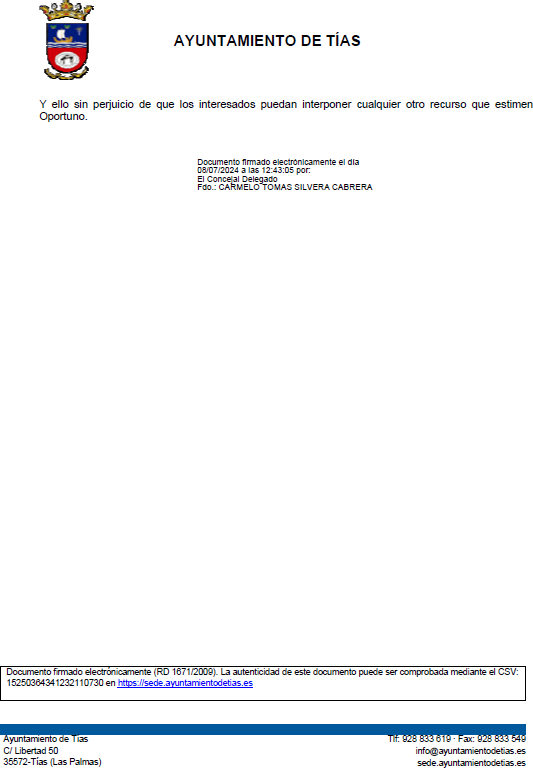 AYUNTAMIENTO DE TÍAS
Y ello sin perjuicio de que los interesados puedan interponer cualquier otro recurso que estimen
Oportuno.
Documento firmado electrónicamente el día
08/07/2024 a las 12:43:05 por:
El Concejal Delegado
Fdo.: CARMELO TOMAS SILVERA CABRERA
Documento firmado electrónicamente (RD 1671/2009). La autenticidad de este documento puede ser comprobada mediante el CSV:
15250364341232110730 en https://sede.ayuntamientodetias.es
Ayuntamiento de Tías
C/ Libertad 50
35572-Tías (Las Palmas)
Tlf: 928 833 619 · Fax: 928 833 549
info@ayuntamientodetias.es
sede.ayuntamientodetias.es